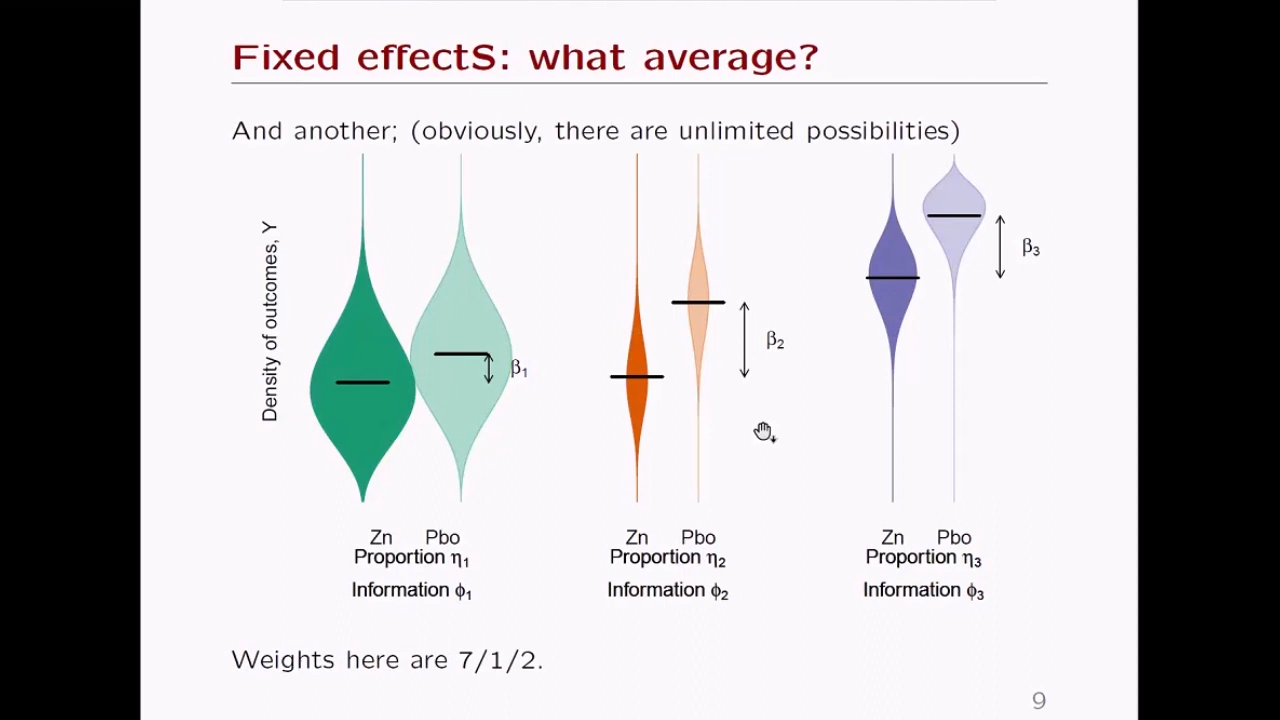 Fixed effectS: what average?
And another; (obviously, there are unlimited possibilities)
Density of outcomes, Y
β₁
β₂
β₃
Zn Pbo Zn Pbo Zn Pbo
Proportion η₁ Proportion η₂ Proportion η₃
Information ϕ₁ Information ϕ₂ Information ϕ₃
Weights here are 7/1/2.
9